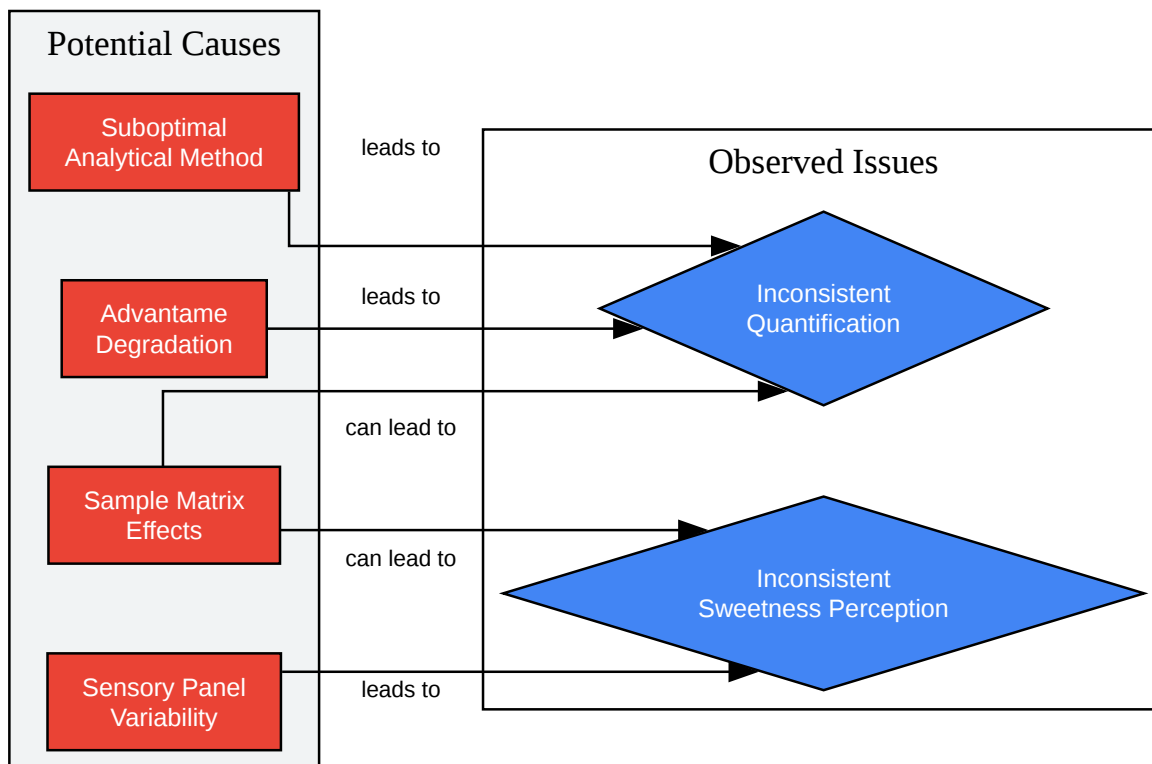 Potential Causes
Suboptimal
Analytical Method
leads to
Observed Issues
Advantame
Degradation
leads to
Inconsistent
Quantification
can lead to
Sample Matrix
Effects
can lead to
Inconsistent
Sweetness Perception
Sensory Panel
Variability
leads to